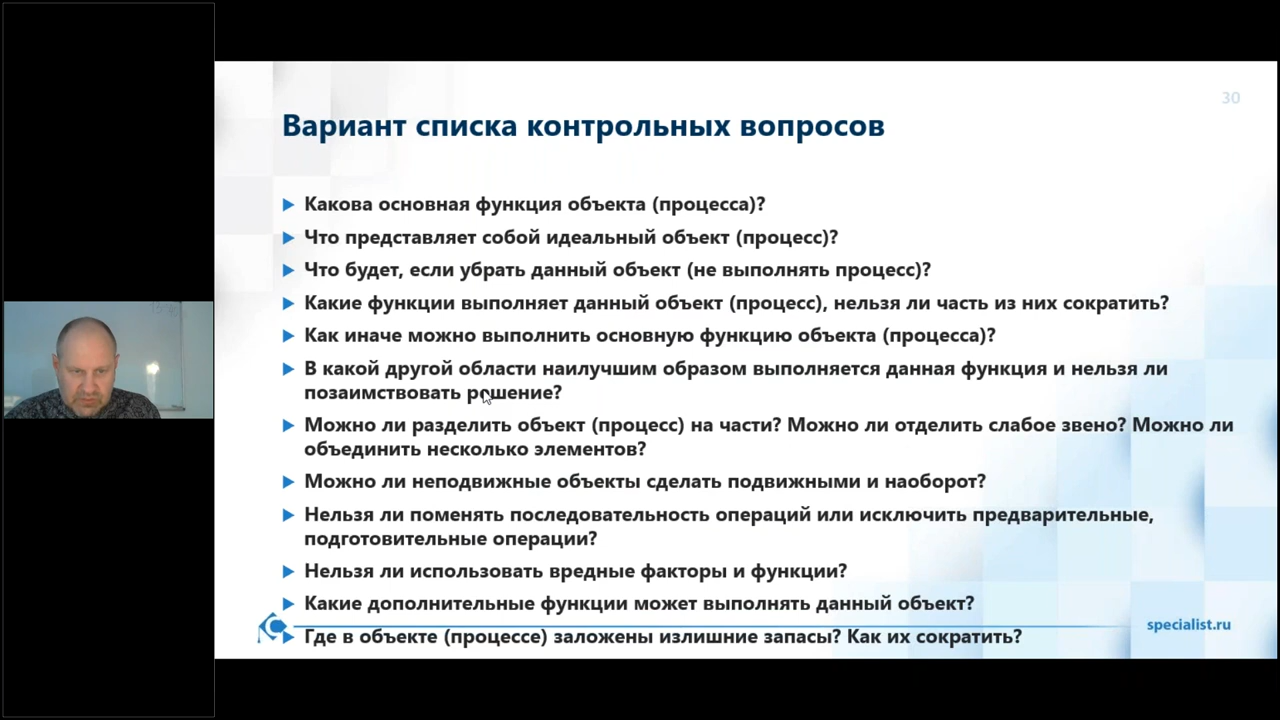 30
Вариант списка контрольных вопросов
Какова основная функция объекта (процесса)?
Что представляет собой идеальный объект (процесс)?
Что будет, если убрать данный объект (не выполнять процесс)?
Какие функции выполняет данный объект (процесс), нельзя ли часть из них сократить?
Как иначе можно выполнить основную функцию объекта (процесса)?
В какой другой области наилучшим образом выполняется данная функция и нельзя ли
позаимствовать решение?
Можно ли разделить объект (процесс) на части? Можно ли отделить слабое звено? Можно ли
объединить несколько элементов?
Можно ли неподвижные объекты сделать подвижными и наоборот?
Нельзя ли поменять последовательность операций или исключить предварительные,
подготовительные операции?
Нельзя ли использовать вредные факторы и функции?
Какие дополнительные функции может выполнять данный объект?
specialist.ru
Где в объекте (процессе) заложены излишние запасы? Как их сократить?